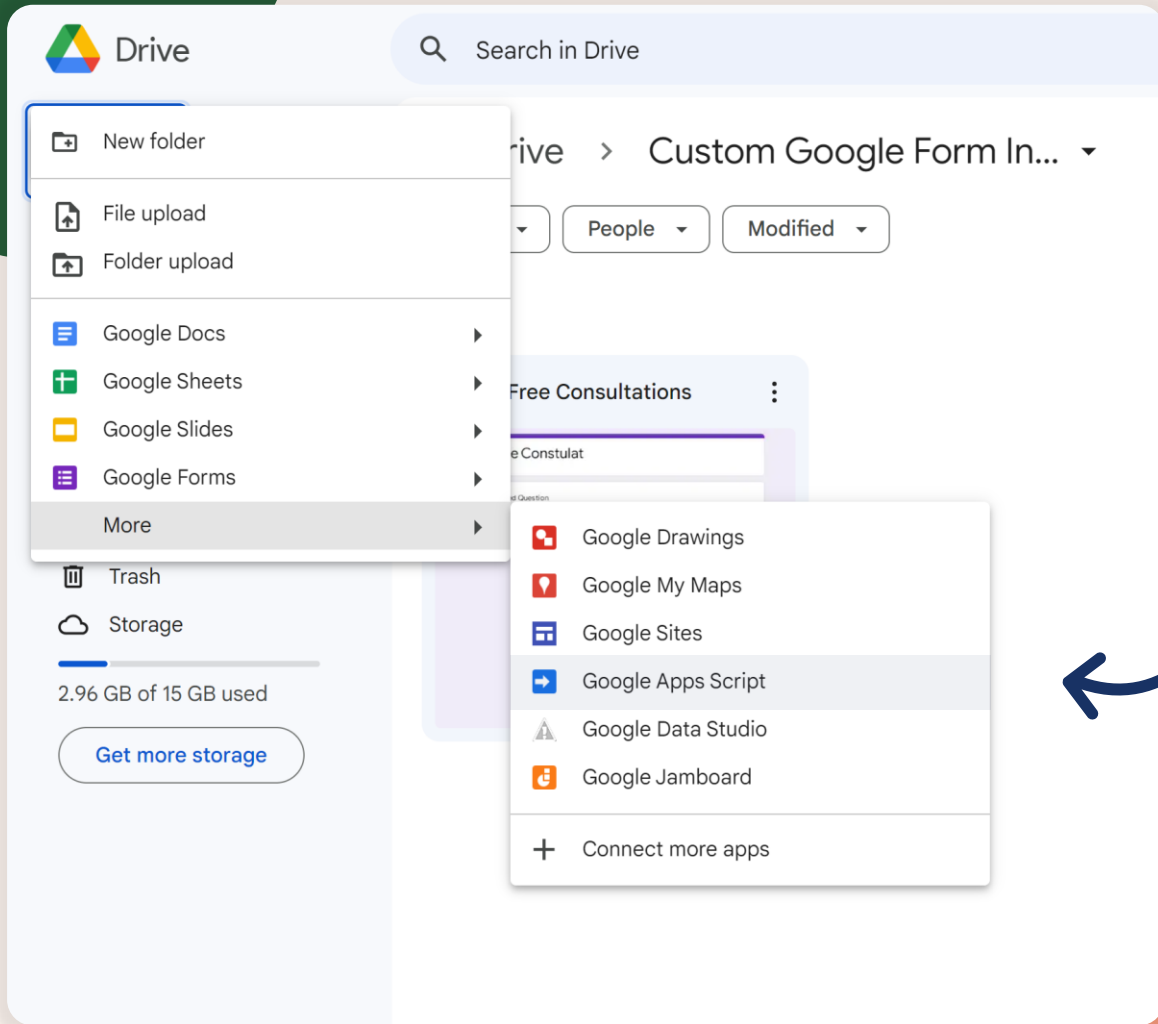 Drive
Search in Drive
New folder
File upload
Folder upload
Google Docs
Google Sheets
Google Slides
Google Forms
More
Trash
Storage
2.96 GB of 15 GB used
Get more storage
rive > Custom Google Form In...
People
Modified
Free Consultations
e Constulat
ed Question
Google Drawings
Google My Maps
Google Sites
Google Apps Script
Google Data Studio
Google Jamboard
Connect more apps